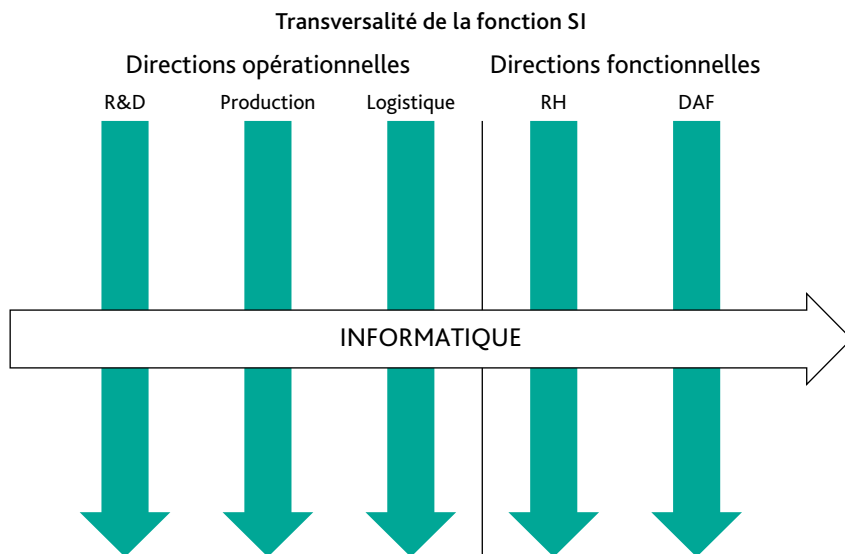 Transversalité de la fonction SI
Directions opérationnelles Directions fonctionnelles
R&D Production Logistique RH DAF
INFORMATIQUE